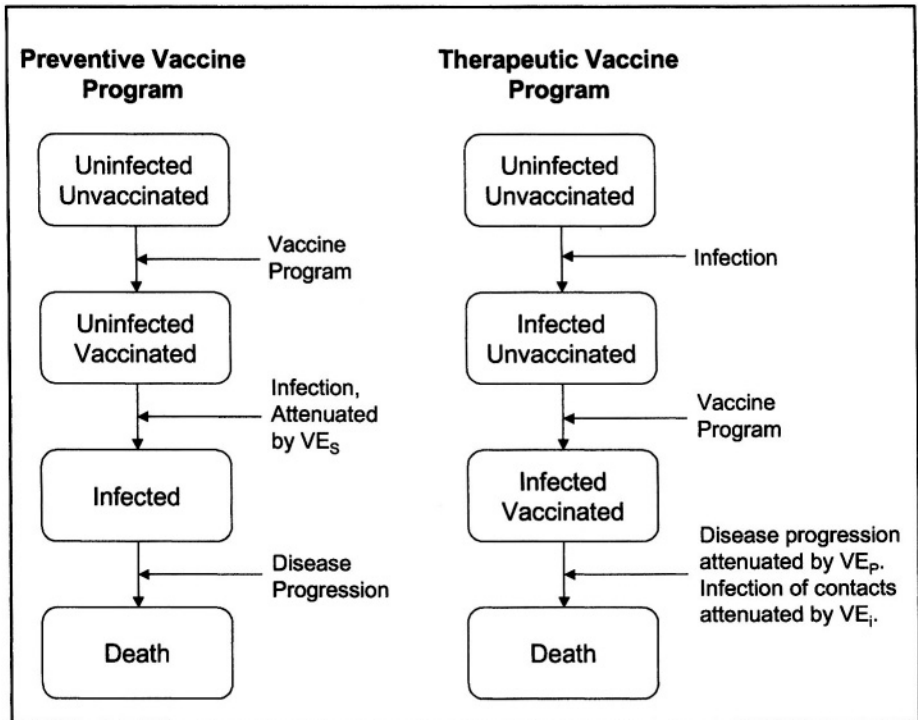 Preventive Vaccine
Program
Uninfected
Unvaccinated
Vaccine
Program
Uninfected
Vaccinated
Infection,
Attenuated
by VES
Infected
Disease
Progression
Death
Therapeutic Vaccine
Program
Uninfected
Unvaccinated
Infection
Infected
Unvaccinated
Vaccine
Program
Infected
Vaccinated
Disease progression
attenuated by VEP.
Infection of contacts
attenuated by VEi.
Death